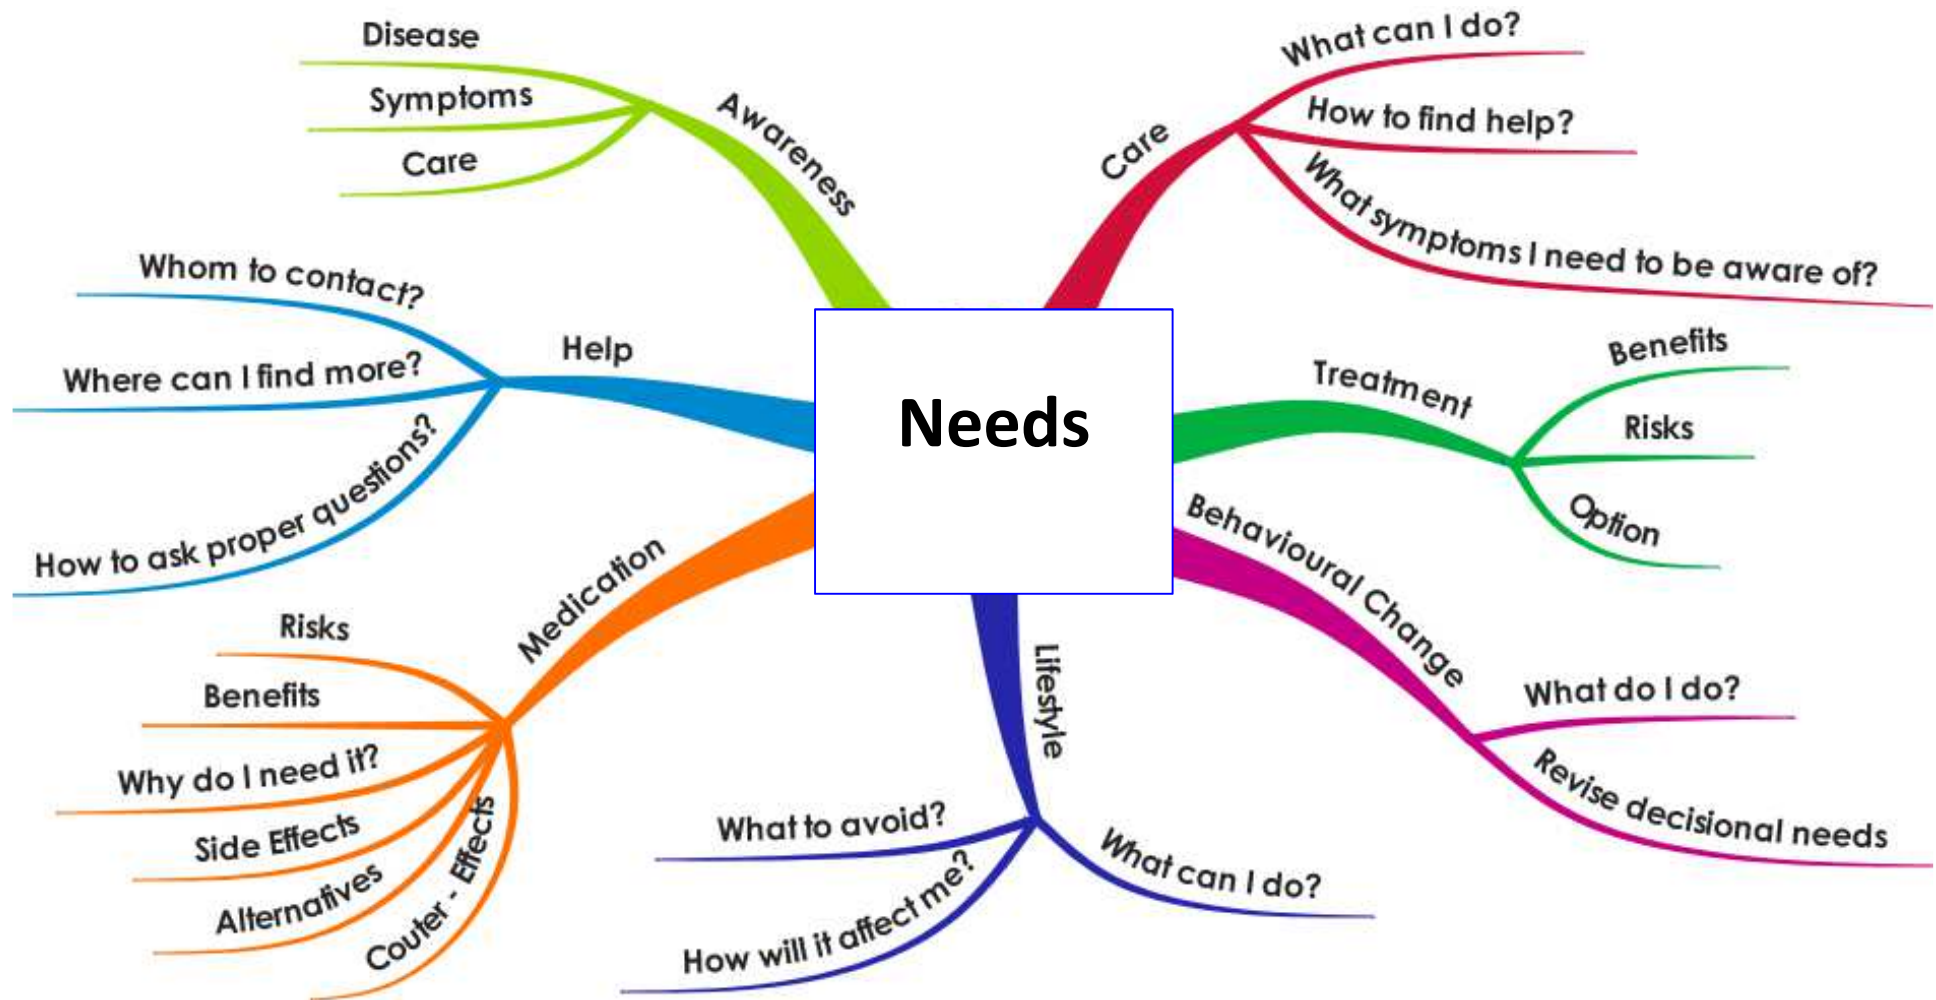 Needs
Awareness
Disease
Symptoms
Care
Help
Whom to contact?
Where can I find more?
How to ask proper questions?
Medication
Risks
Benefits
Why do I need it?
Side Effects
Alternatives
Couter - Effects
Lifestyle
What to avoid?
How will it affect me?
What can I do?
Care
What can I do?
How to find help?
What symptoms I need to be aware of?
Treatment
Benefits
Risks
Option
Behavioural Change
What do I do?
Revise decisional needs